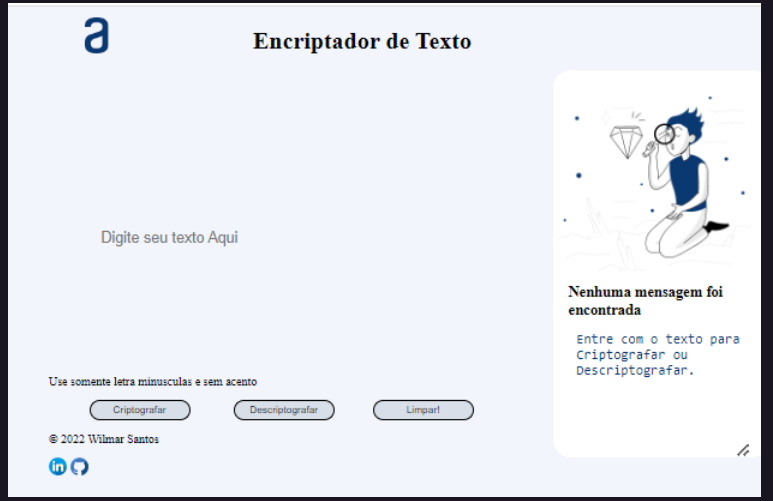 a
Encriptador de Texto
Digite seu texto Aqui
Nenhuma mensagem foi
encontrada
Entre com o texto para
Criptografar ou
Descriptografar.
Use somente letra minusculas e sem acento
Criptografar
Descriptografar
Limpar!
© 2022 Wilmar Santos
in